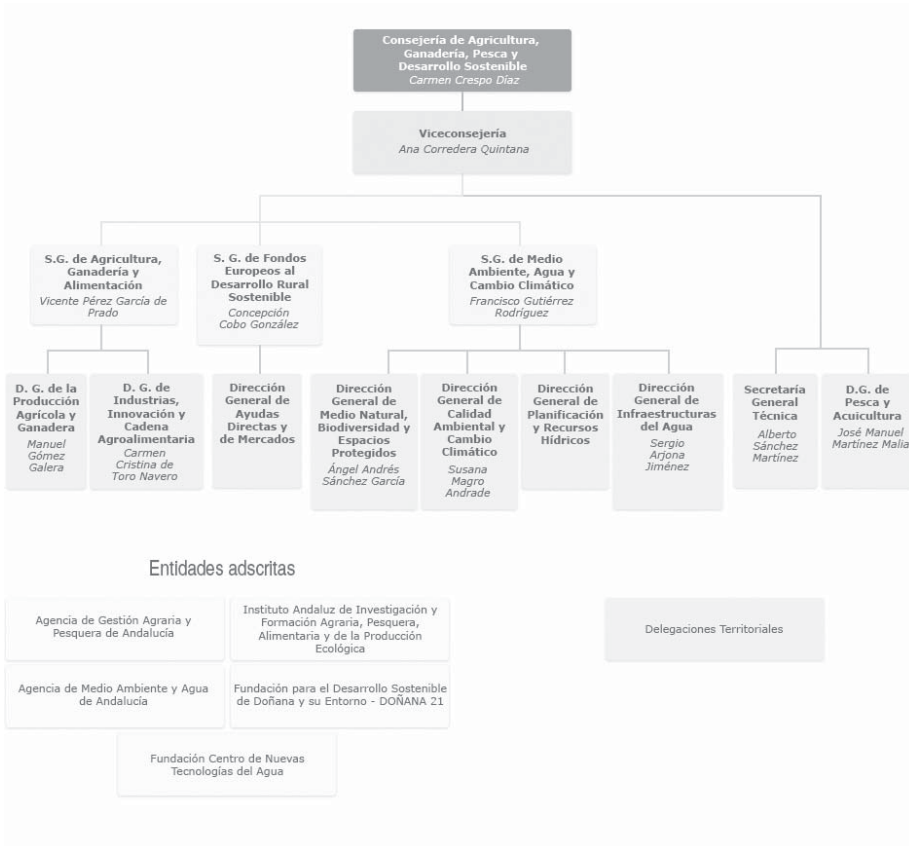 Consejería de Agricultura,
Ganadería, Pesca y
Desarrollo Sostenible
Carmen Crespo Díaz
Viceconsejería
Ana Corredera Quintana
S.G. de Agricultura,
Ganadería y
Alimentación
Vicente Pérez García de
Prado
S. G. de Fondos
Europeos al
Desarrollo Rural
Sostenible
Concepción
Cobo González
S.G. de Medio
Ambiente, Agua y
Cambio Climático
Francisco Gutiérrez
Rodríguez
D. G. de la
Producción
Agrícola y
Ganadera
Manuel
Gómez
Galera
D. G. de
Industrias,
Innovación y
Cadena
Agroalimentaria
Carmen
Cristina de
Toro Navero
Dirección
General de
Ayudas
Directas y
de Mercados
Dirección
General de
Medio Natural,
Biodiversidad y
Espacios
Protegidos
Ángel Andrés
Sánchez García
Dirección
General de
Calidad
Ambiental y
Cambio
Climático
Susana
Magro
Andrade
Dirección
General de
Planificación
y Recursos
Hídricos
Dirección
General de
Infraestructuras
del Agua
Sergio
Arjona
Jiménez
Secretaría
General
Técnica
Alberto
Sánchez
Martínez
D.G. de
Pesca y
Acuicultura
José Manuel
Martínez Malia
Entidades adscritas
Agencia de Gestión Agraria y
Pesquera de Andalucía
Instituto Andaluz de Investigación y
Formación Agraria, Pesquera,
Alimentaria y de la Producción
Ecológica
Delegaciones Territoriales
Agencia de Medio Ambiente y Agua
de Andalucía
Fundación para el Desarrollo Sostenible
de Doñana y su Entorno - DOÑANA 21
Fundación Centro de Nuevas
Tecnologías del Agua